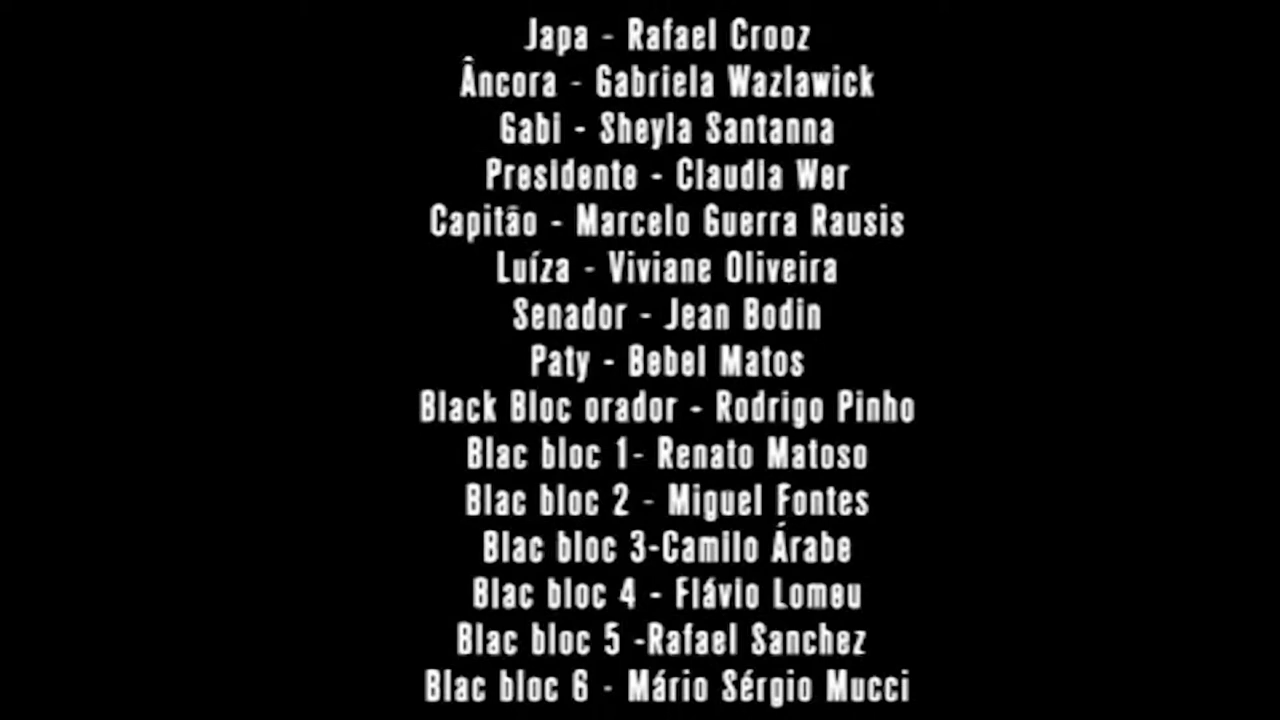 Japa - Rafael Crooz
Âncora - Gabriela Wazlawick
Gabi - Sheyla Santanna
Presidente - Claudia Wer
Capitão - Marcelo Guerra Rausis
Luíza - Viviane Oliveira
Senador - Jean Bodin
Paty - Bebel Matos
Black Bloc orador - Rodrigo Pinho
Blac bloc 1- Renato Matoso
Blac bloc 2 - Miguel Fontes
Blac bloc 3-Camilo Árabe
Blac bloc 4 - Flávio Lomeu
Blac bloc 5 -Rafael Sanchez
Blac bloc 6 - Mário Sérgio Mucci